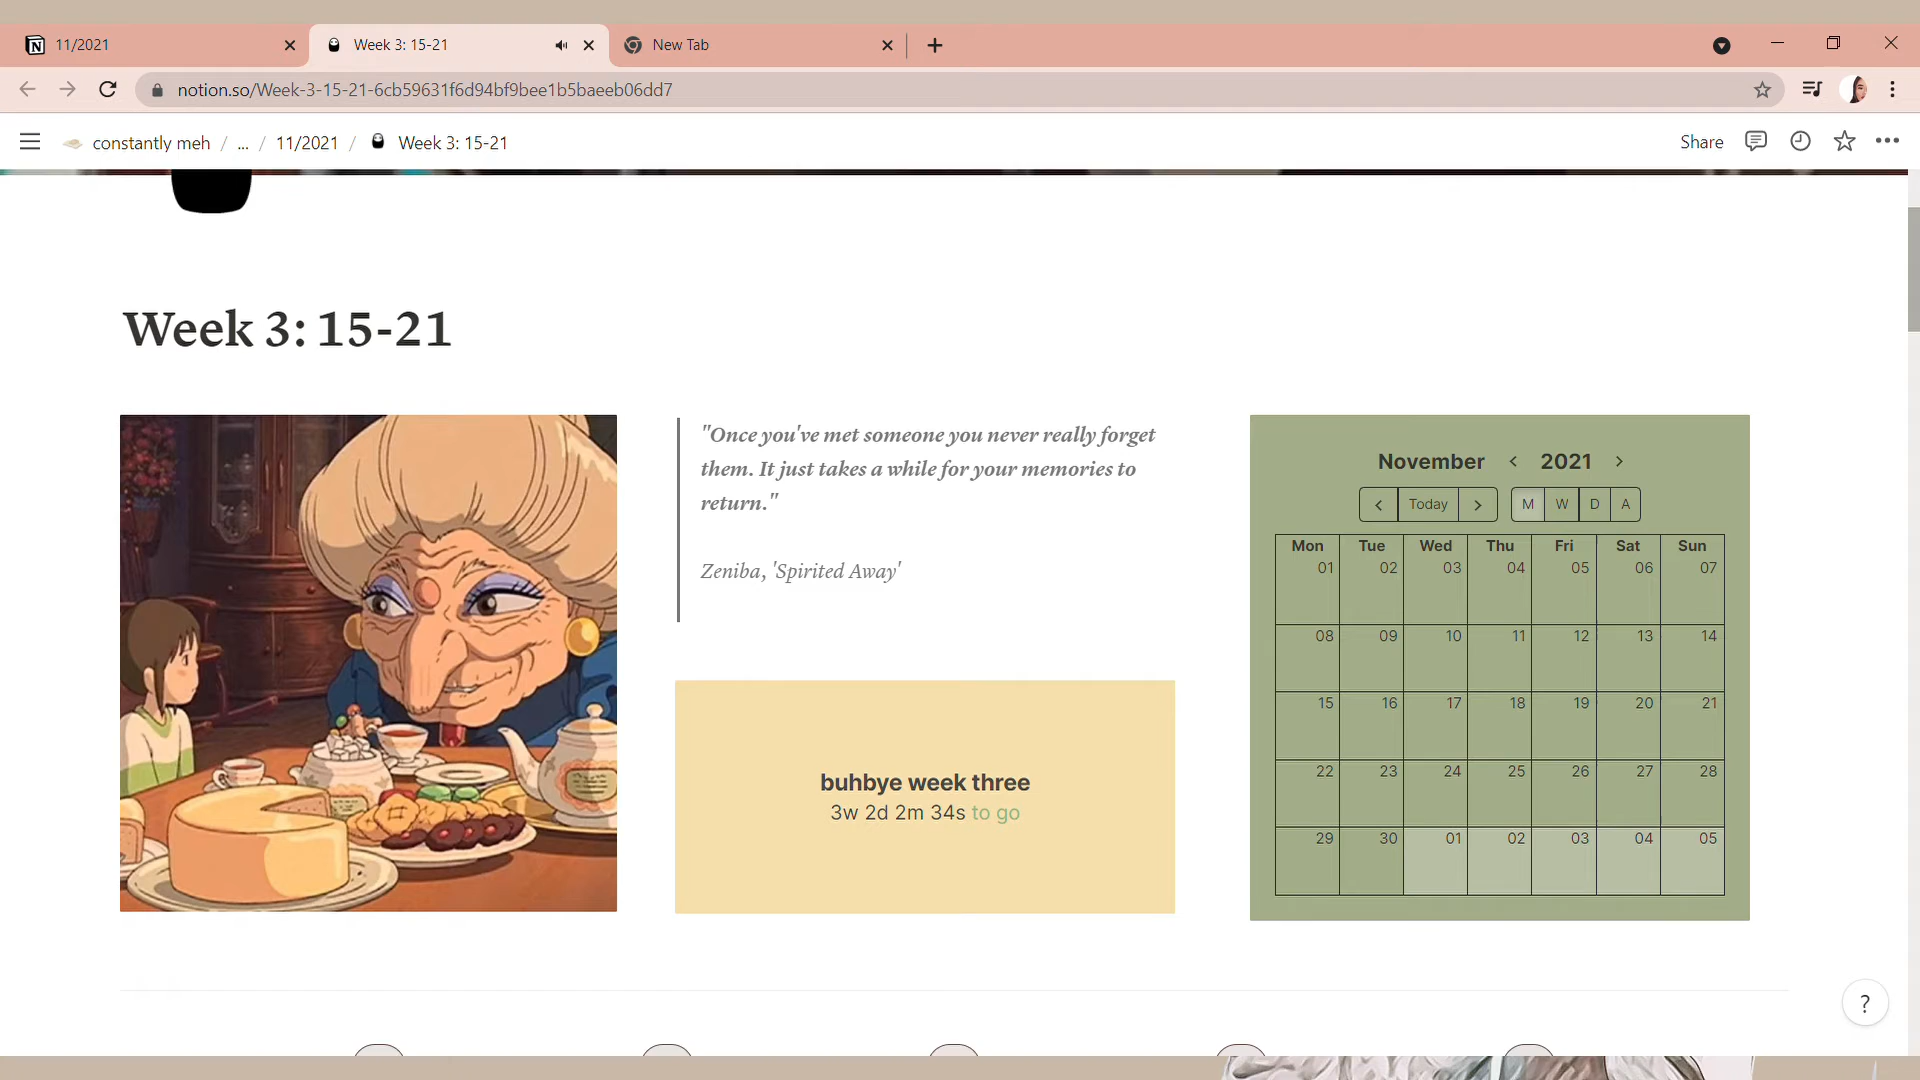 11/2021
Week 3: 15-21
New Tab
notion.so/Week-3-15-21-6cb59631f6d94bf9bee1b5baeeb06dd7
constantly meh / ... / 11/2021 / Week 3: 15-21
Share
Week 3: 15-21
"Once you've met someone you never really forget
them. It just takes a while for your memories to
return."
Zeniba, 'Spirited Away'
buhbye week three
3w 2d 2m 34s to go
November < 2021 >
< Today > M W D A
Mon Tue Wed Thu Fri Sat Sun
01 02 03 04 05 06 07
08 09 10 11 12 13 14
15 16 17 18 19 20 21
22 23 24 25 26 27 28
29 30 01 02 03 04 05
?